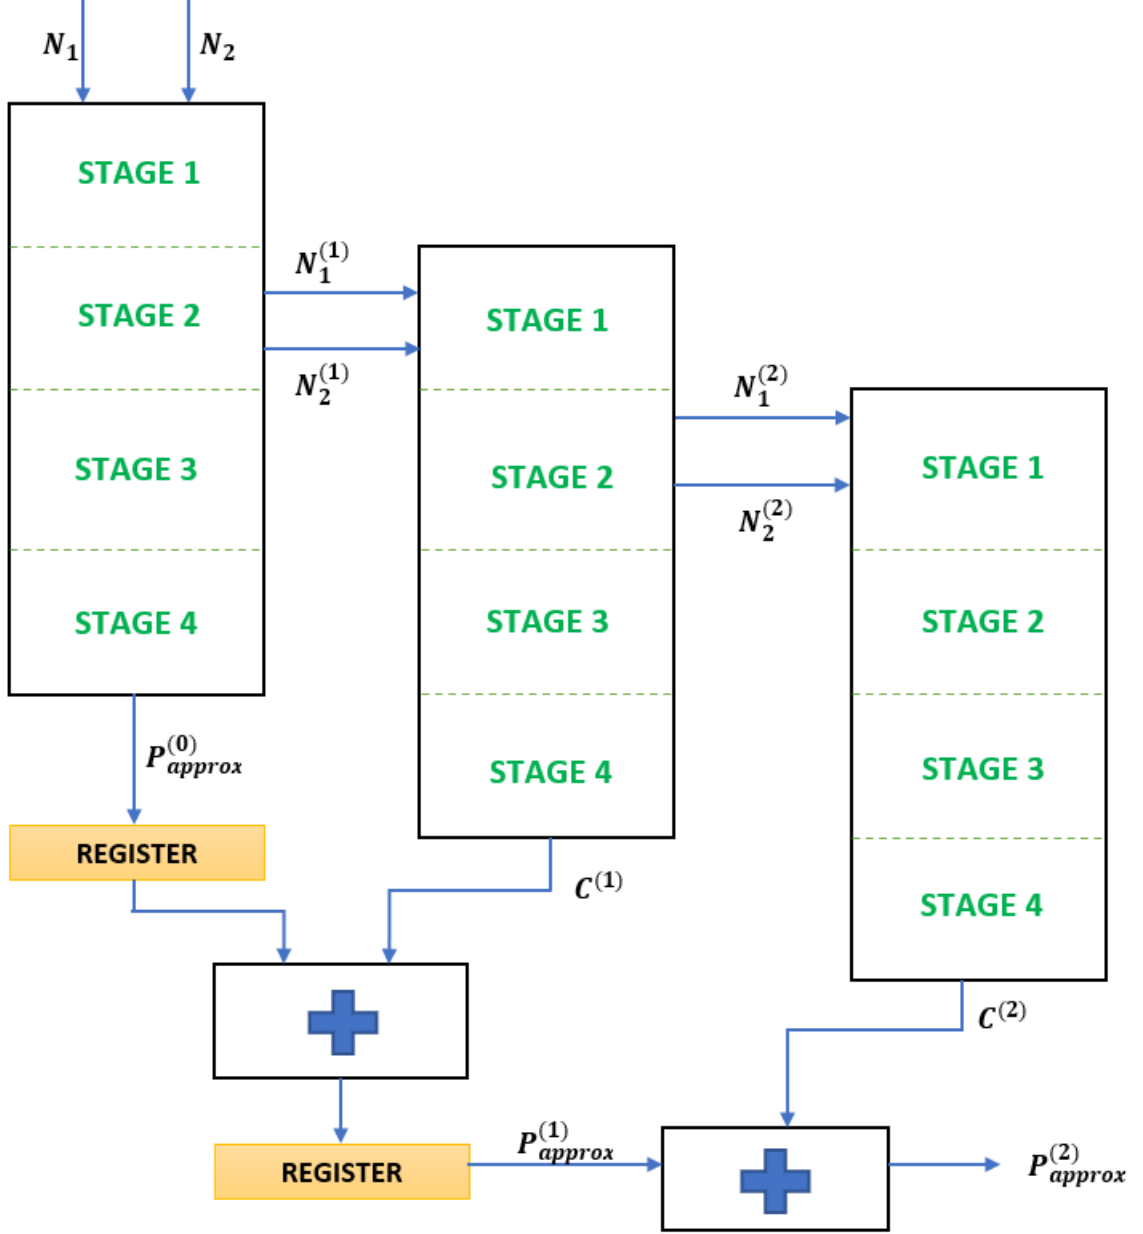 N₁ N₂
STAGE 1
STAGE 2
STAGE 3
STAGE 4
N₁⁽¹⁾
N₂⁽¹⁾
STAGE 1
STAGE 2
STAGE 3
STAGE 4
N₁⁽²⁾
N₂⁽²⁾
STAGE 1
STAGE 2
STAGE 3
STAGE 4
P⁽⁰⁾approx
REGISTER
C⁽¹⁾
C⁽²⁾
REGISTER
P⁽¹⁾approx
P⁽²⁾approx